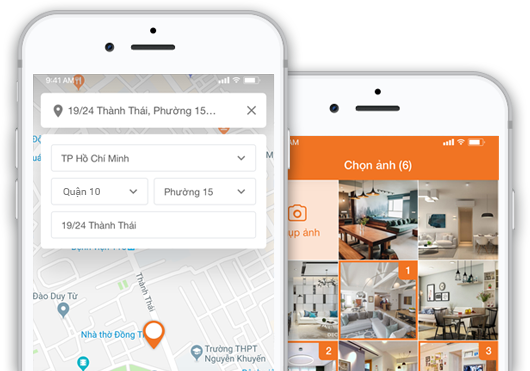 9:41 AM
19/24 Thành Thái, Phường 15...
TP Hồ Chí Minh
Quận 10
Phường 15
19/24 Thành Thái
Thành Thái
Đào Duy Từ
Nhà thờ Đồng T
Trường THPT
Nguyễn Khuyến
AM
Chọn ảnh (6)
ụp ảnh
1
2
3